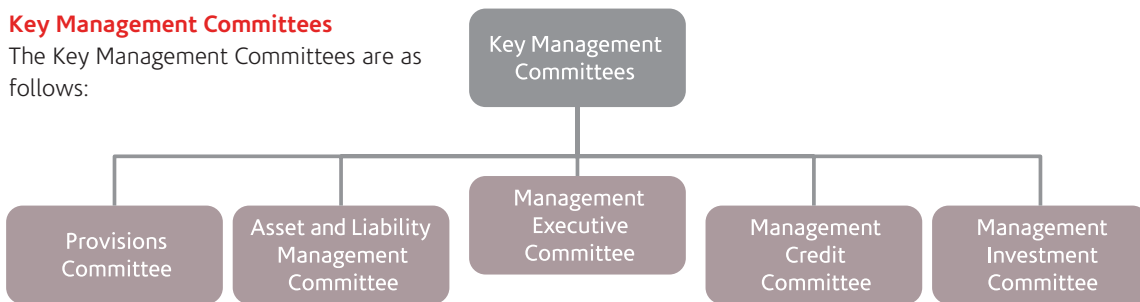 Key Management Committees
The Key Management Committees are as
follows:
Key Management
Committees
Provisions
Committee
Asset and Liability
Management
Committee
Management
Executive
Committee
Management
Credit
Committee
Management
Investment
Committee